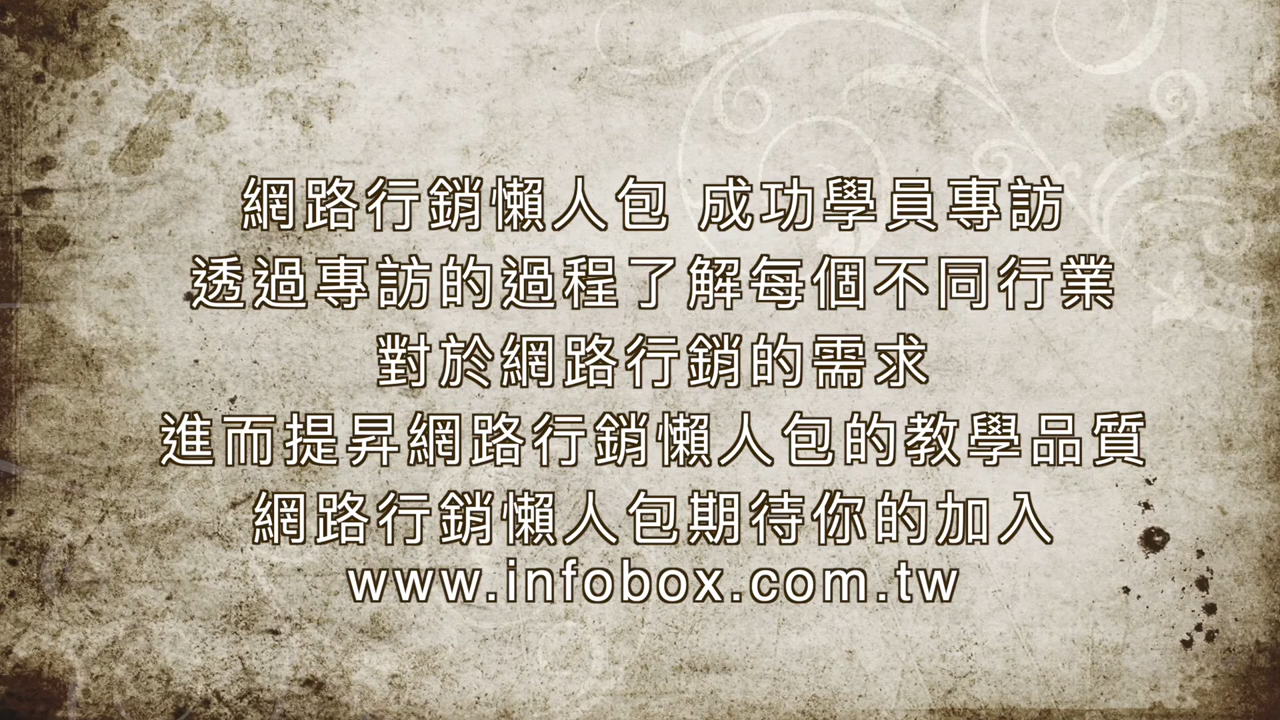 網路行銷懶人包 成功學員專訪
透過專訪的過程了解每個不同行業
對於網路行銷的需求
進而提昇網路行銷懶人包的教學品質
網路行銷懶人包期待你的加入
www.infobox.com.tw